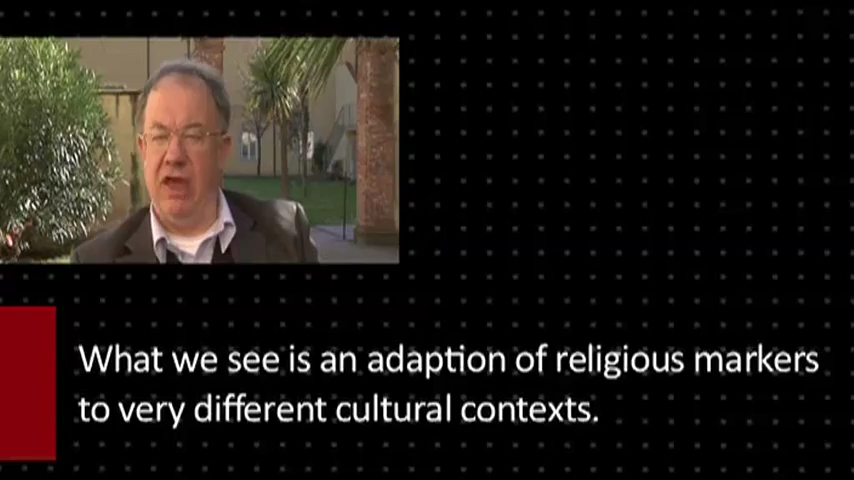 What we see is an adaption of religious markers
to very different cultural contexts.